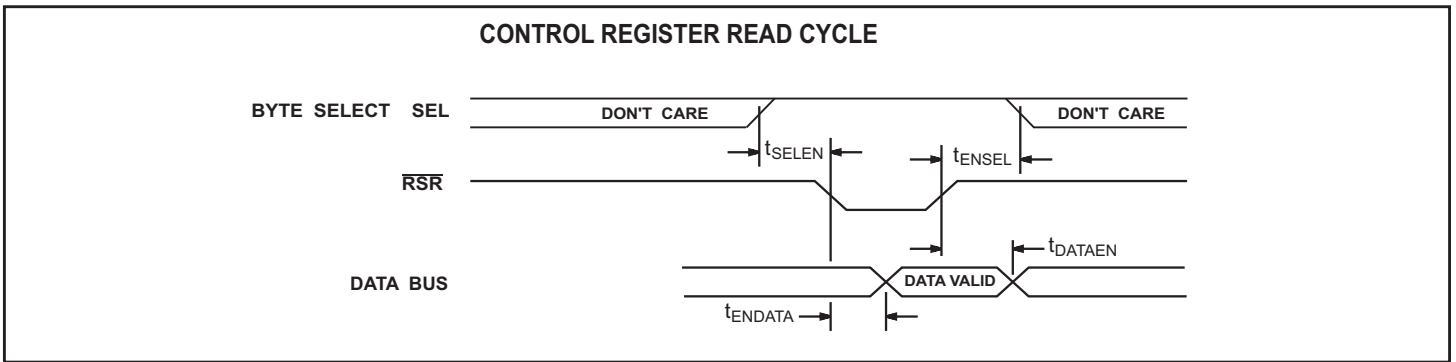 CONTROL REGISTER READ CYCLE
BYTE SELECT SEL
DON'T CARE
DON'T CARE
tSELEN
tENSEL
RSR
tDATAEN
DATA BUS
DATA VALID
tENDATA